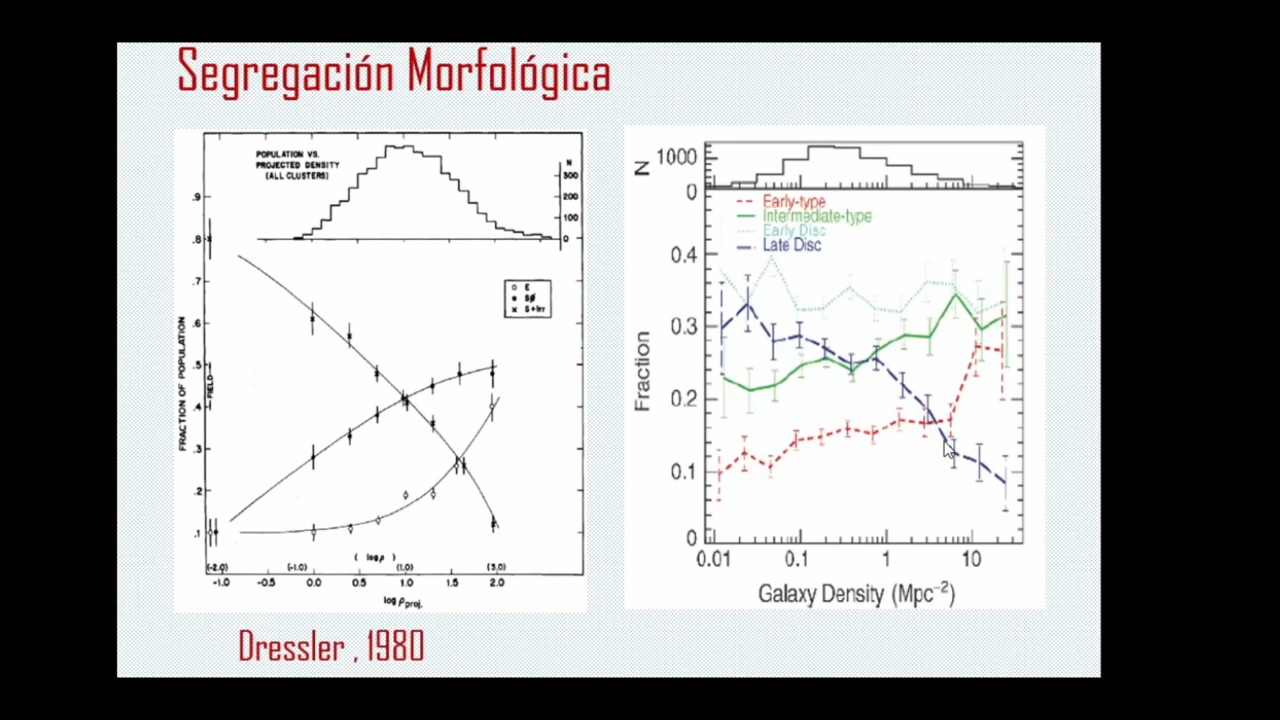 Segregación Morfológica
POPULATION VS.
PROJECTED DENSITY
(ALL CLUSTERS)
N
300
200
100
0
.9
.8
.7
.6
.5
.4
.3
.2
.1
FRACTION OF POPULATION
FIELD
E
SØ
S+Irr
( log ρ )
(-2.0) (-1.0) (1.0) (3.0)
-1.0 -0.5 0.0 0.5 1.0 1.5 2.0
log ρ proj.
Dressler , 1980
N
1000
0
Early-type
Intermediate-type
Early Disc
Late Disc
0.4
0.3
0.2
0.1
0
Fraction
0.01 0.1 1 10
Galaxy Density (Mpc⁻²)